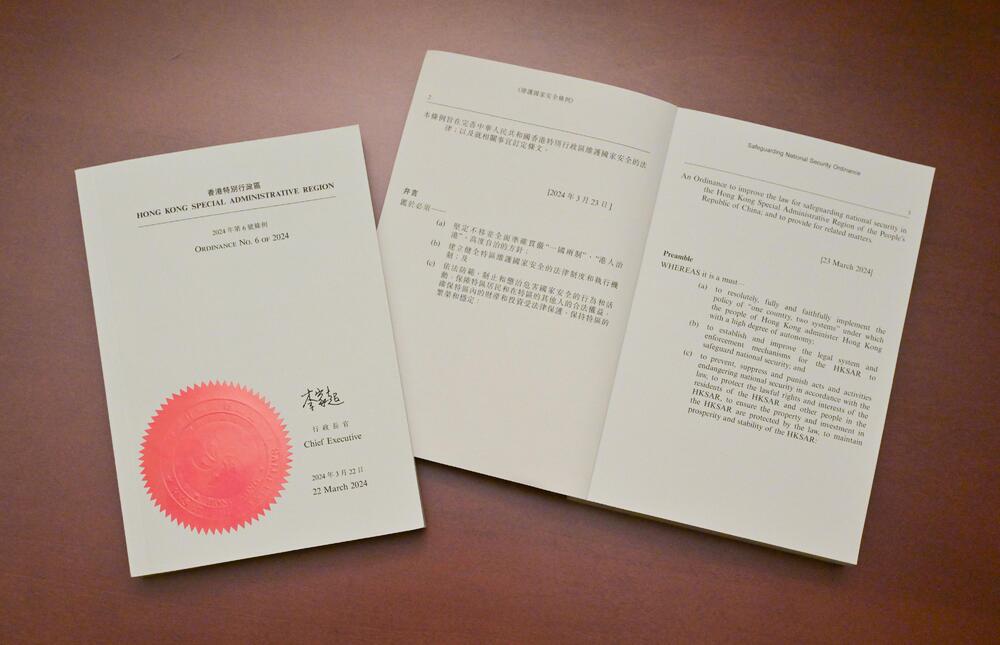 香港特別行政區
HONG KONG SPECIAL ADMINISTRATIVE REGION
2024 年第 6 號條例
ORDINANCE NO. 6 OF 2024
李家超
行政長官
Chief Executive
2024 年 3 月 22 日
22 March 2024
《維護國家安全條例》
2
本條例旨在完善中華人民共和國香港特別行政區維護國家安全的法
律；以及就相關事宜訂定條文。
[2024 年 3 月 23 日]
弁言
鑑於必須——
(a) 堅定不移並全面準確貫徹“一國兩制”、“港人治
港”、高度自治的方針；
(b) 建立健全特區維護國家安全的法律制度和執行機
制；及
(c) 依法防範、制止和懲治危害國家安全的行為和活
動，保障特區居民和在特區的其他人的合法權益，
確保特區內的財產和投資受法律保護，保持特區的
繁榮和穩定：
Safeguarding National Security Ordinance
3
An Ordinance to improve the law for safeguarding national security in
the Hong Kong Special Administrative Region of the People's
Republic of China; and to provide for related matters.
[23 March 2024]
Preamble
WHEREAS it is a must—
(a) to resolutely, fully and faithfully implement the
policy of “one country, two systems” under which
the people of Hong Kong administer Hong Kong
with a high degree of autonomy;
(b) to establish and improve the legal system and
enforcement mechanisms for the HKSAR to
safeguard national security; and
(c) to prevent, suppress and punish acts and activities
endangering national security in accordance with the
law, to protect the lawful rights and interests of the
residents of the HKSAR and other people in the
HKSAR, to ensure the property and investment in
the HKSAR are protected by the law, to maintain
prosperity and stability of the HKSAR: